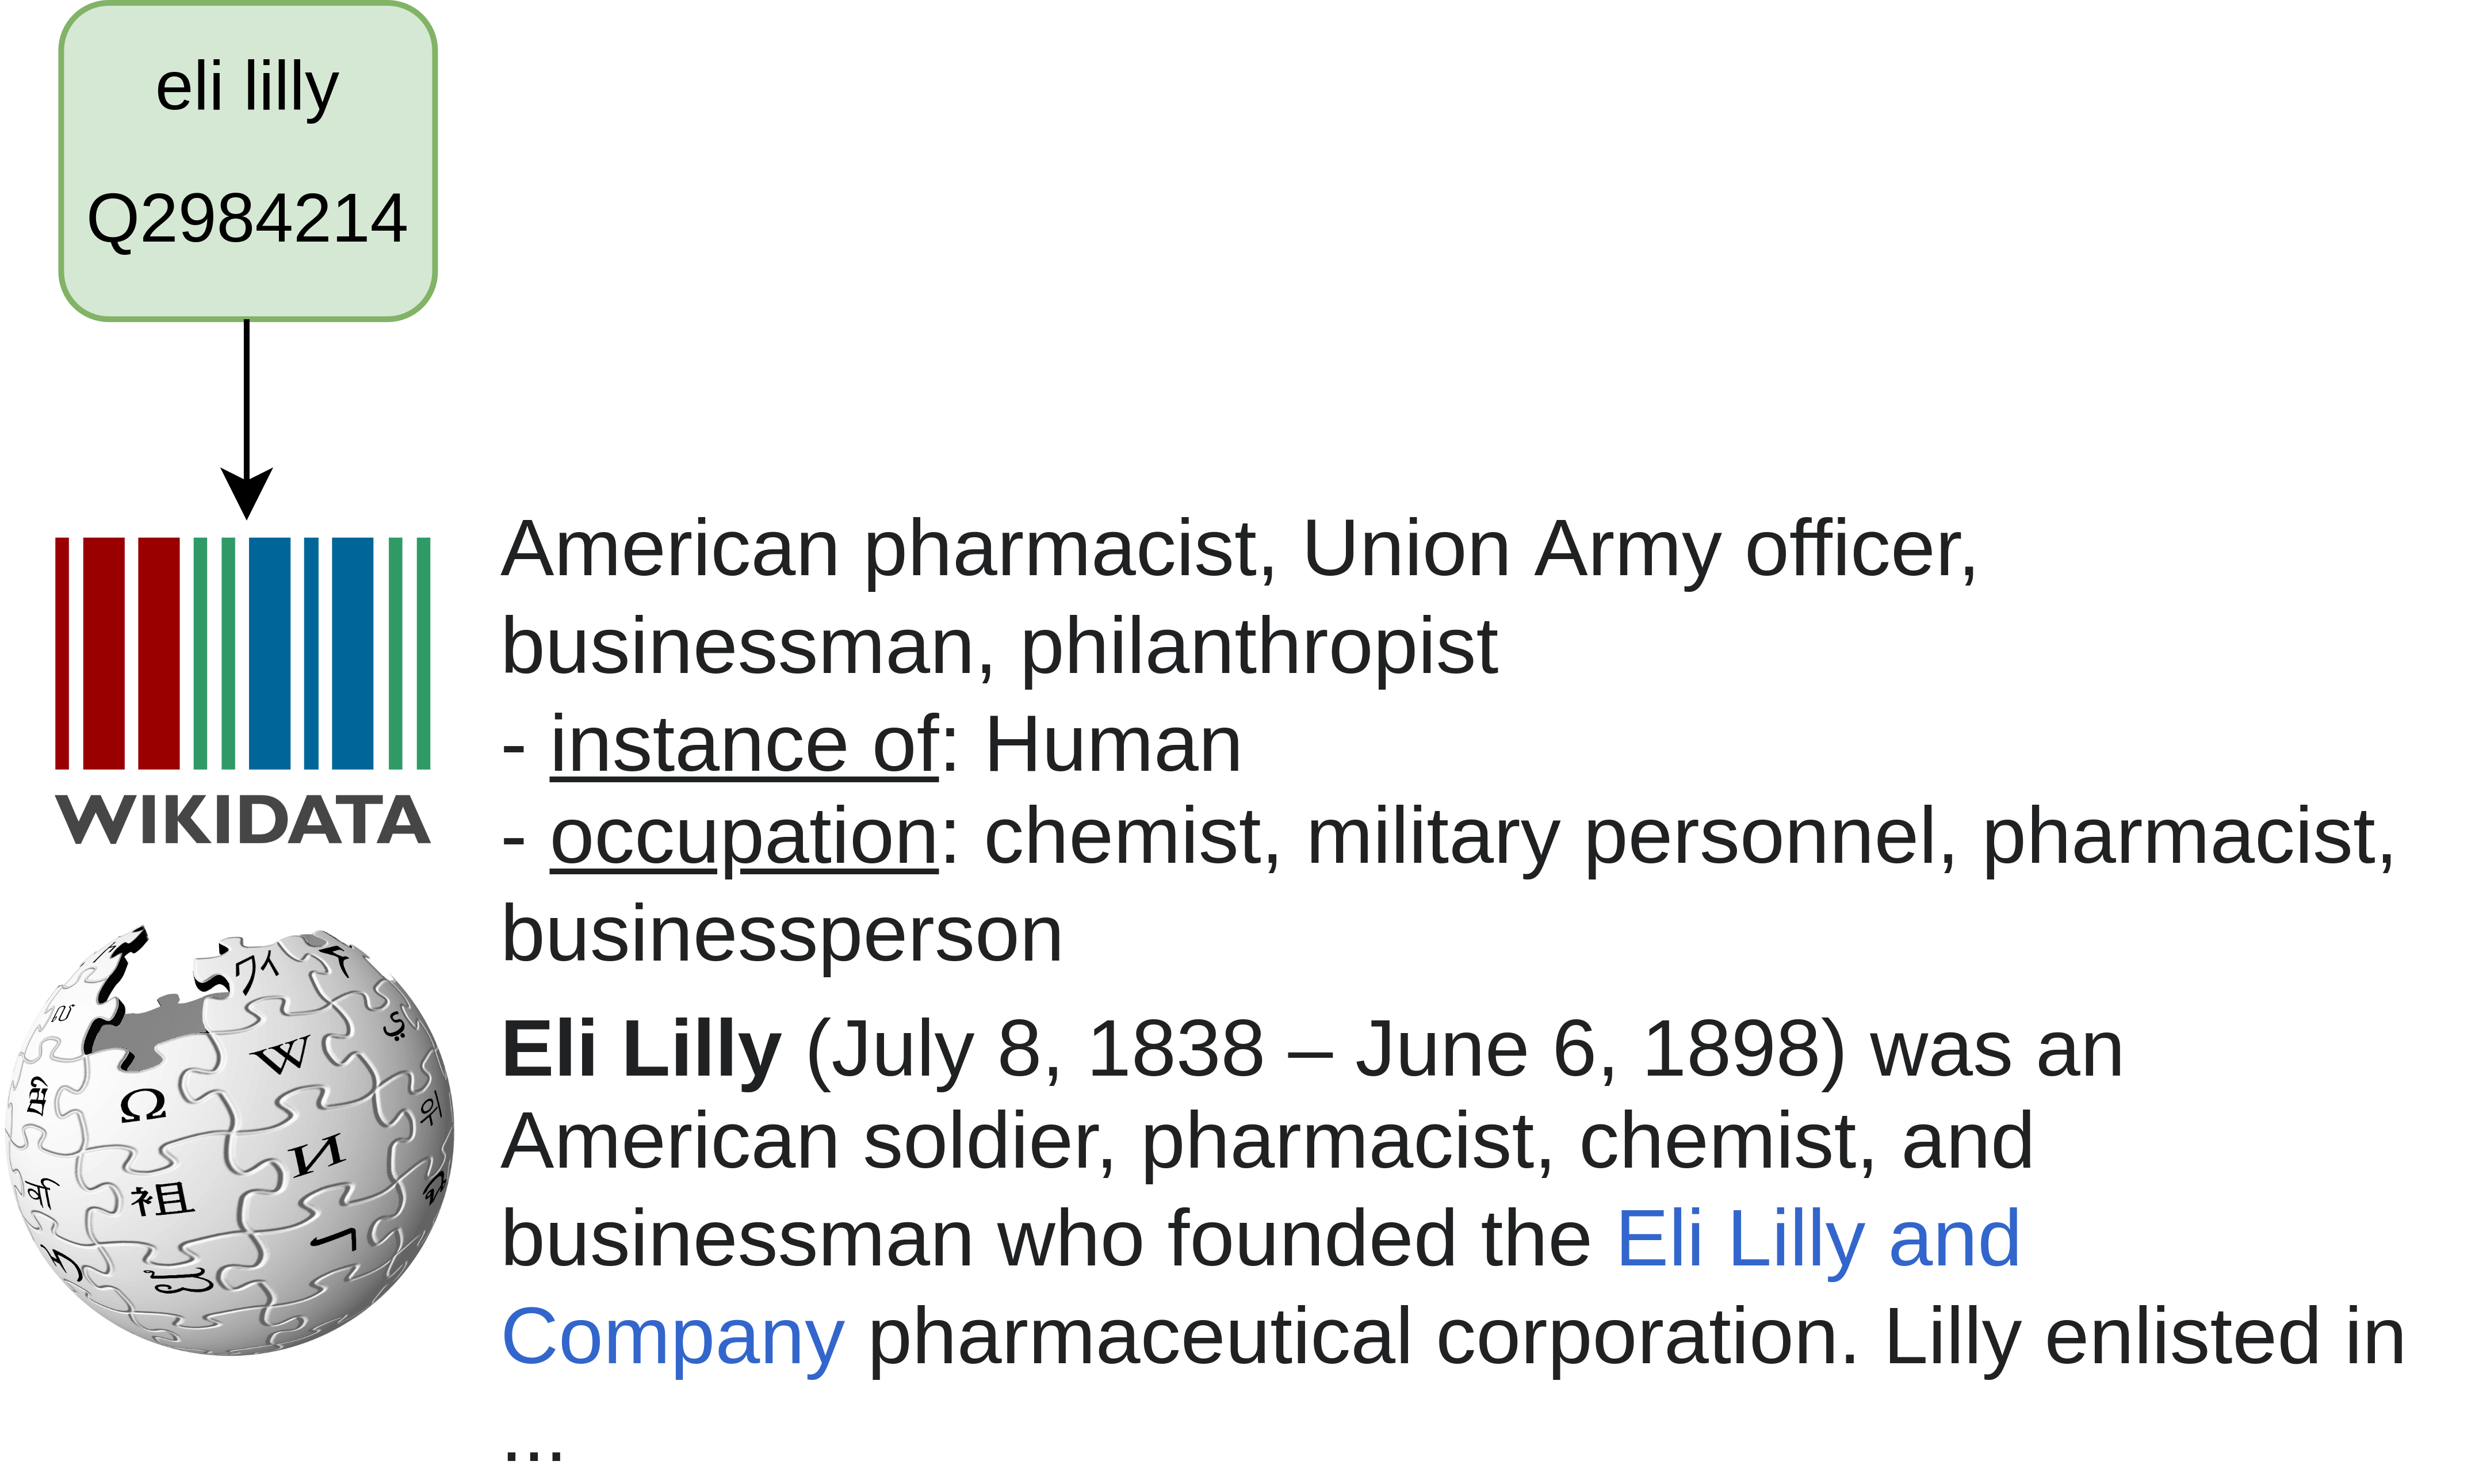 eli lilly
Q2984214
American pharmacist, Union Army officer,
businessman, philanthropist
- instance of: Human
- occupation: chemist, military personnel, pharmacist,
businessperson
WIKIDATA
Eli Lilly (July 8, 1838 – June 6, 1898) was an
American soldier, pharmacist, chemist, and
businessman who founded the Eli Lilly and
Company pharmaceutical corporation. Lilly enlisted in
...
Ω
W
И
祖